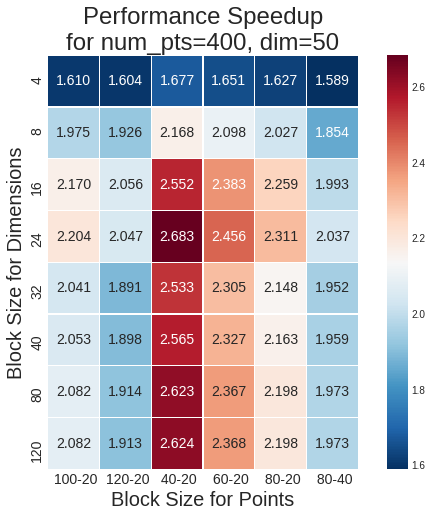 Performance Speedup
for num_pts=400, dim=50
4 1.610 1.604 1.677 1.651 1.627 1.589
8 1.975 1.926 2.168 2.098 2.027 1.854
16 2.170 2.056 2.552 2.383 2.259 1.993
24 2.204 2.047 2.683 2.456 2.311 2.037
32 2.041 1.891 2.533 2.305 2.148 1.952
40 2.053 1.898 2.565 2.327 2.163 1.959
80 2.082 1.914 2.623 2.367 2.198 1.973
120 2.082 1.913 2.624 2.368 2.198 1.973
100-20 120-20 40-20 60-20 80-20 80-40
Block Size for Points
Block Size for Dimensions
2.6
2.4
2.2
2.0
1.8
1.6